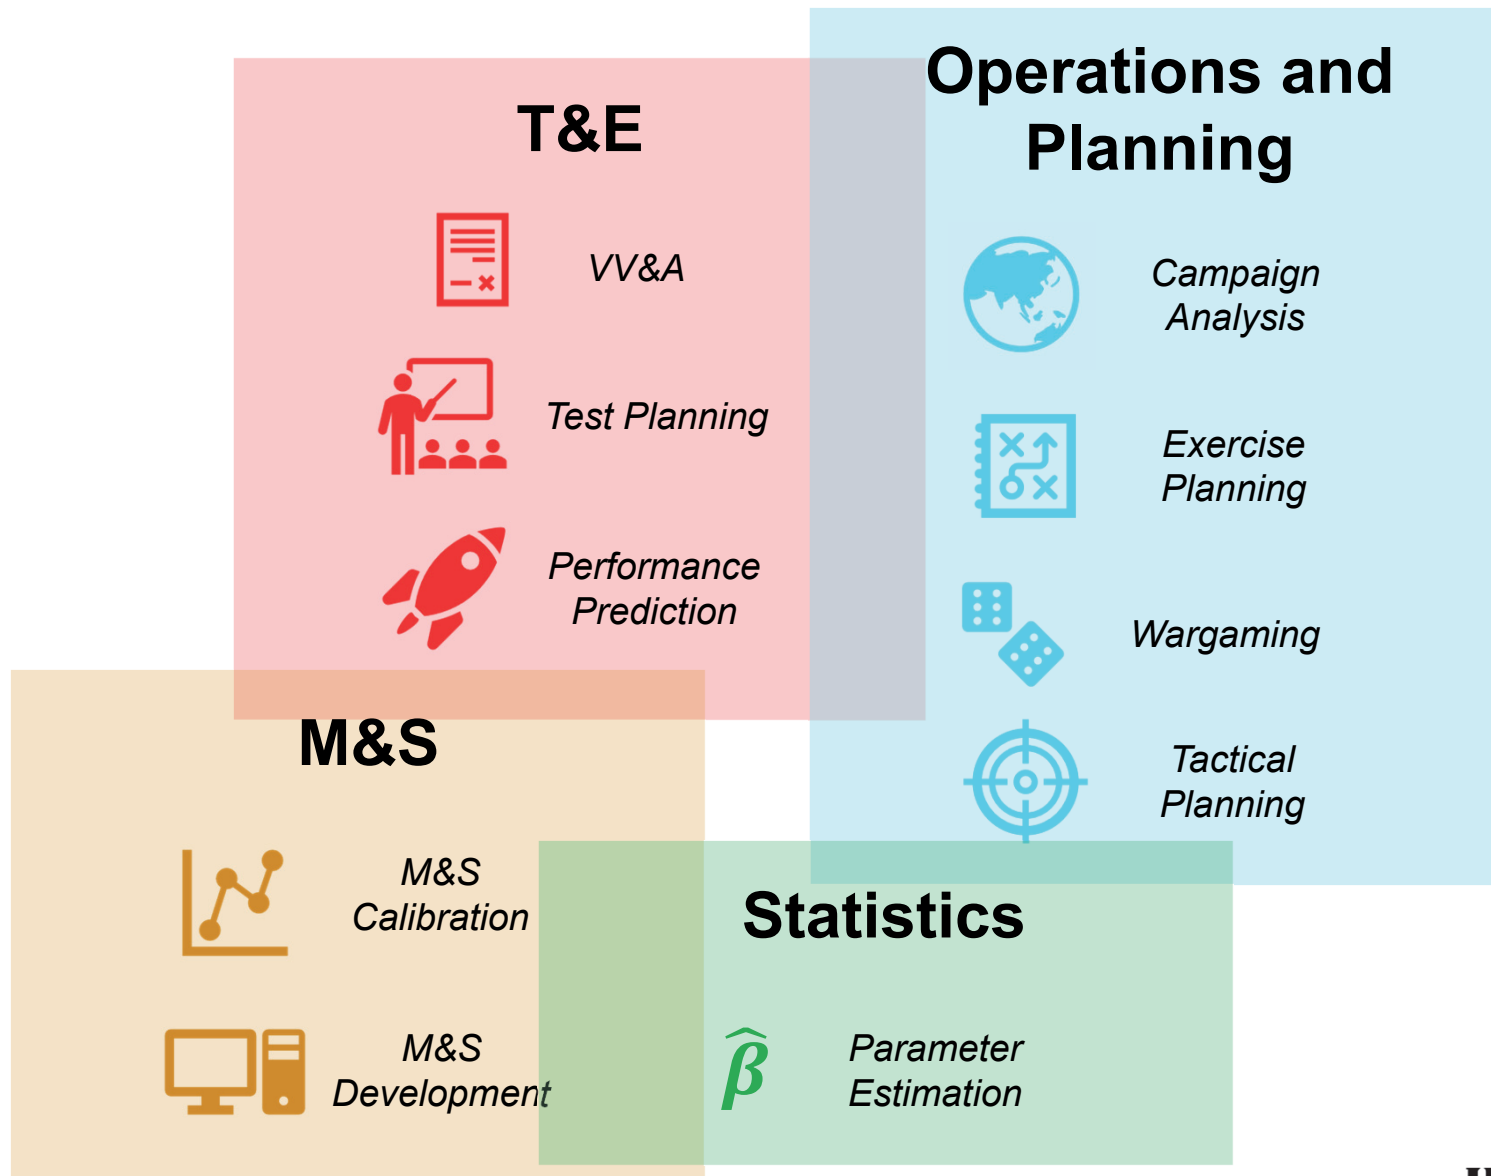 T&E
VV&A
Test Planning
Performance
Prediction
Operations and
Planning
Campaign
Analysis
Exercise
Planning
Wargaming
Tactical
Planning
M&S
M&S
Calibration
M&S
Development
Statistics
β̂
Parameter
Estimation